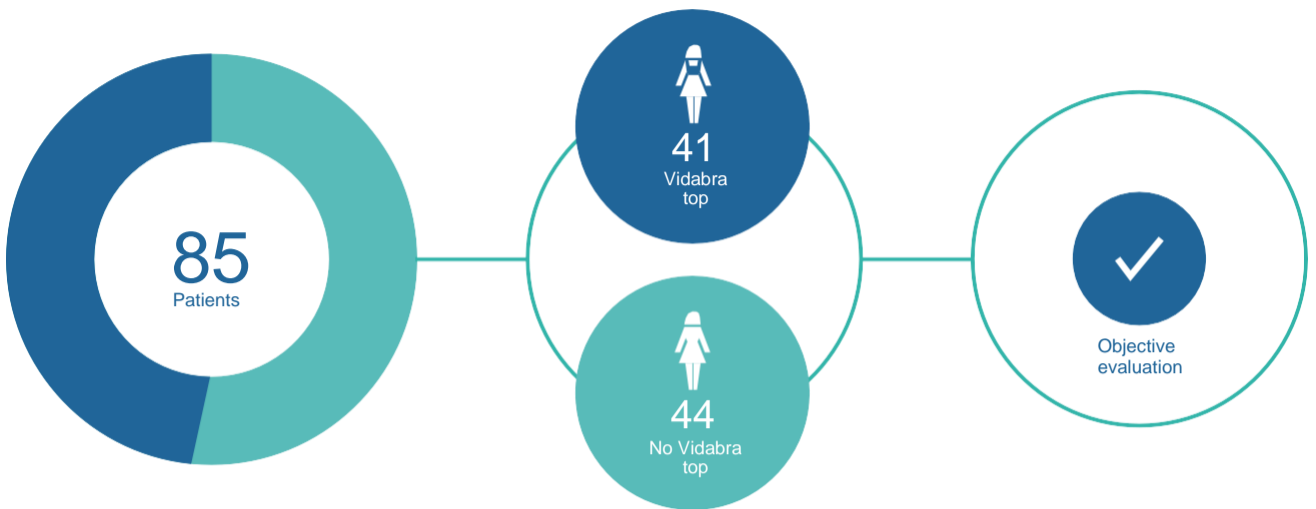 85
Patients
41
Vidabra
top
44
No Vidabra
top
Objective
evaluation